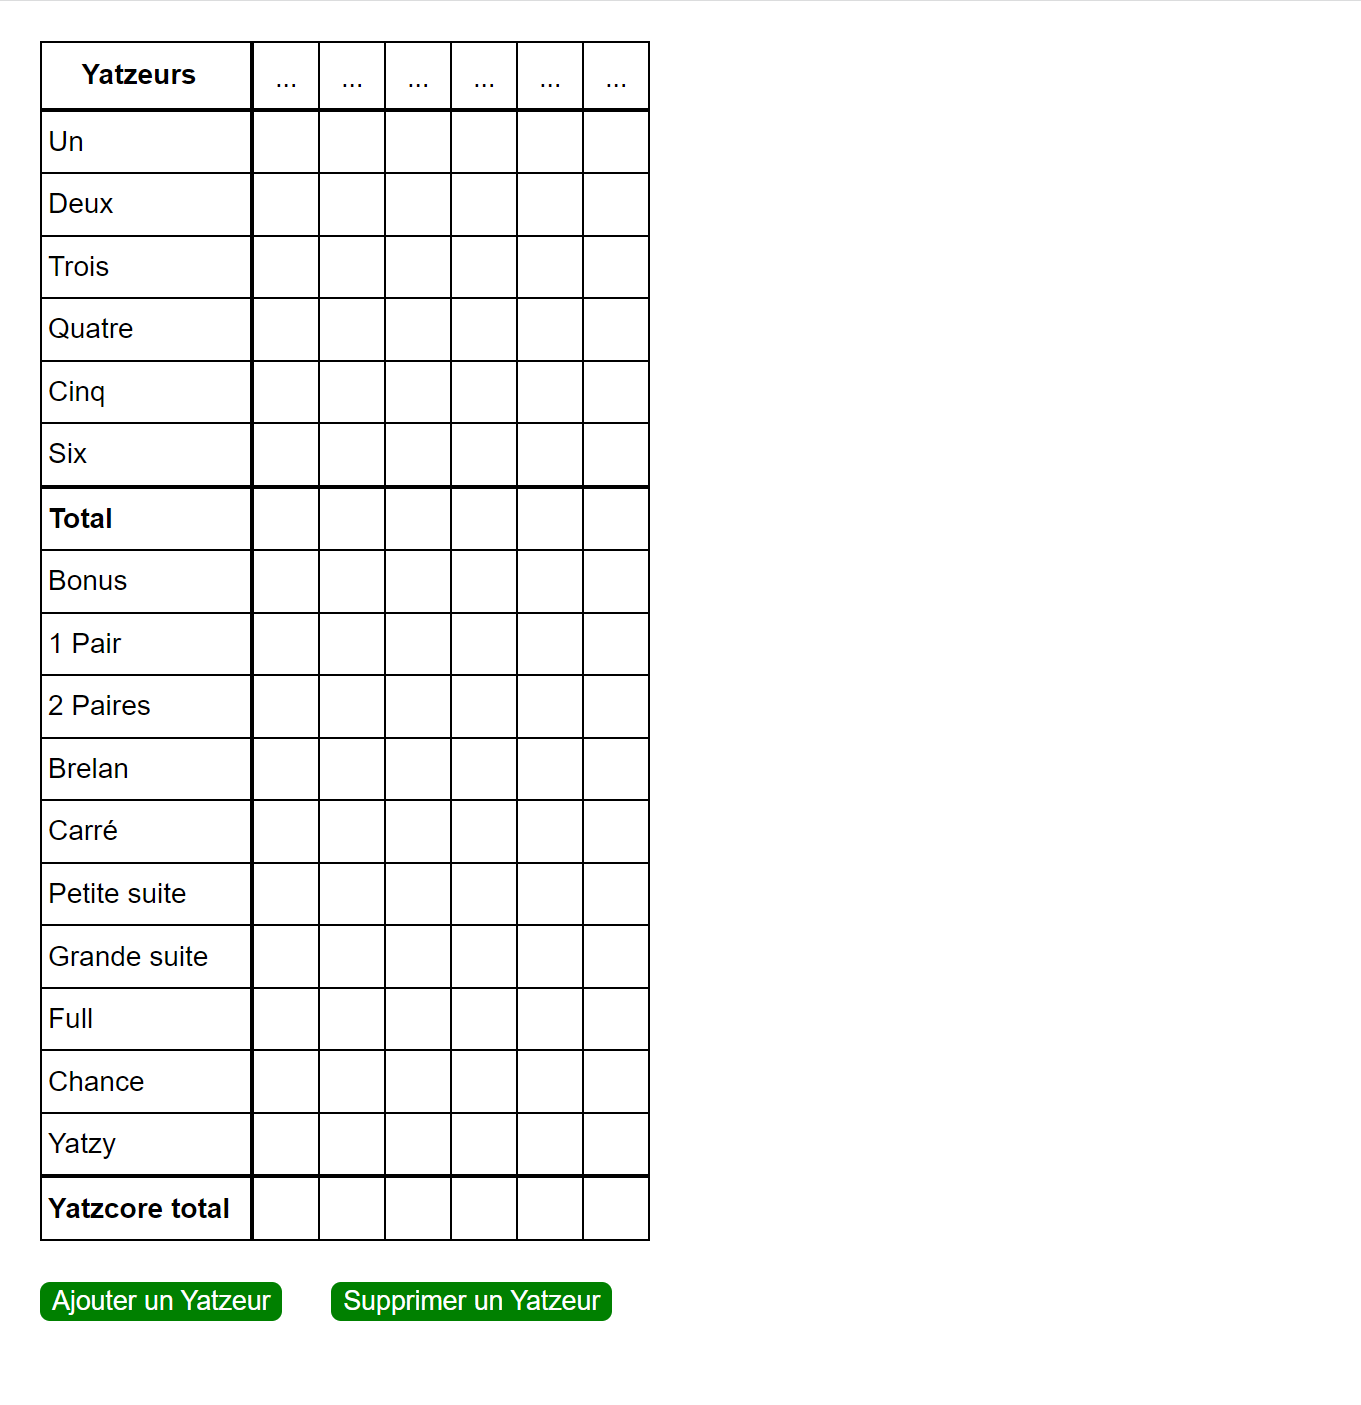 Yatzeurs ... ... ... ... ... ...
Un
Deux
Trois
Quatre
Cinq
Six
Total
Bonus
1 Pair
2 Paires
Brelan
Carré
Petite suite
Grande suite
Full
Chance
Yatzy
Yatzcore total
Ajouter un Yatzeur Supprimer un Yatzeur